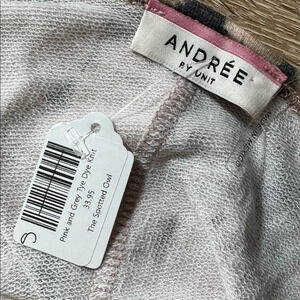 ANDRÉE
BY UNIT
Pink and Grey Tye Dye Knit
33.95
The Spotted Owl